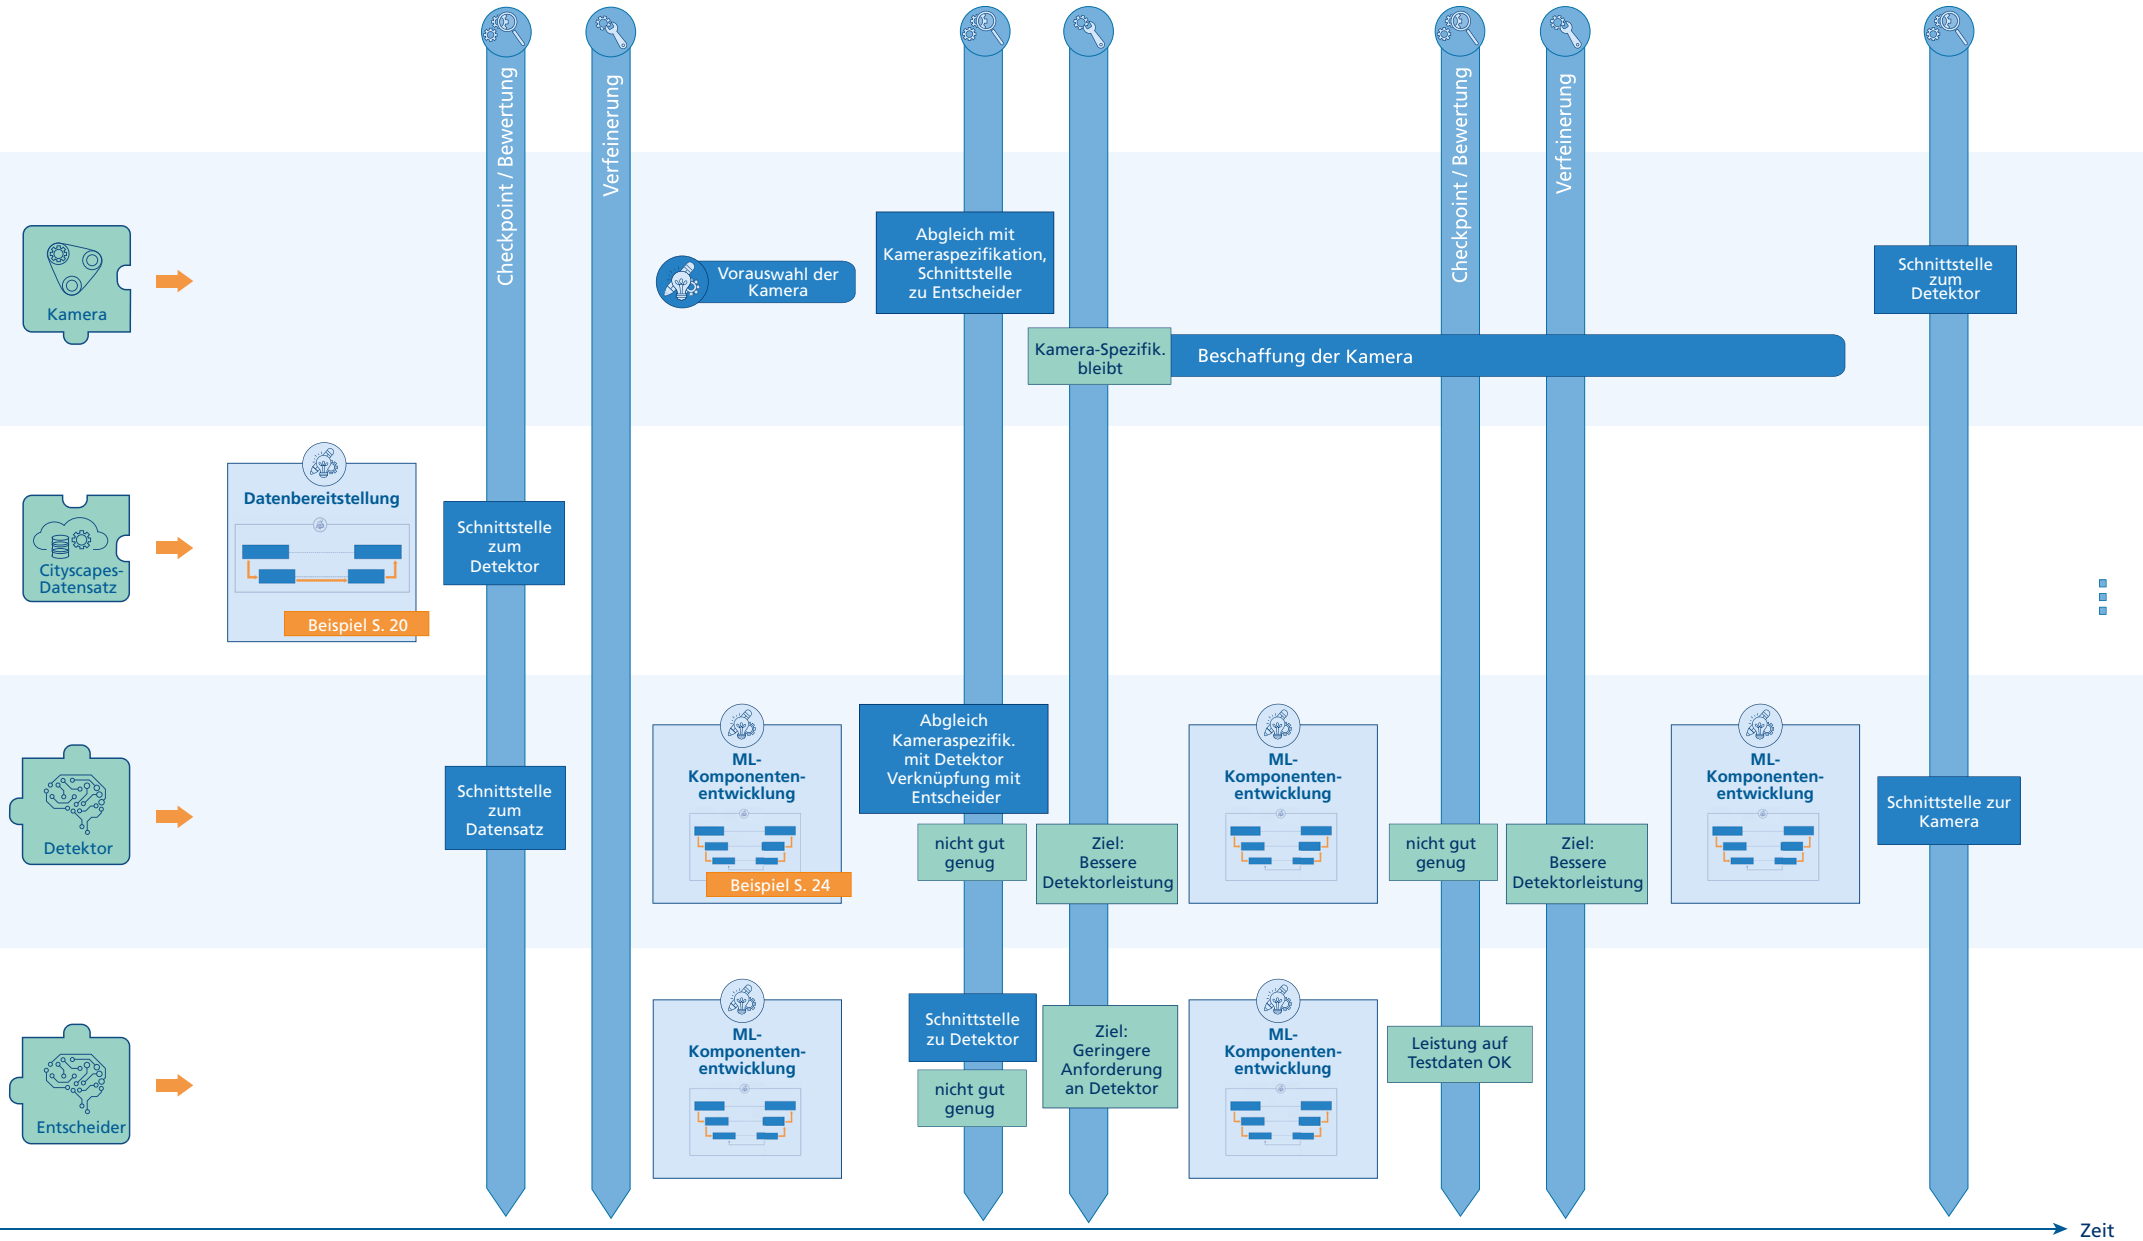 Checkpoint / Bewertung
Verfeinerung
Checkpoint / Bewertung
Verfeinerung
Kamera
Vorauswahl der
Kamera
Abgleich mit
Kameraspezifikation,
Schnittstelle
zu Entscheider
Kamera-Spezifik.
bleibt
Beschaffung der Kamera
Schnittstelle
zum
Detektor
Cityscapes-
Datensatz
Datenbereitstellung
Beispiel S. 20
Schnittstelle
zum
Detektor
Detektor
Schnittstelle
zum
Datensatz
ML-
Komponenten-
entwicklung
Beispiel S. 24
Abgleich
Kameraspezifik.
mit Detektor
Verknüpfung mit
Entscheider
nicht gut
genug
Ziel:
Bessere
Detektorleistung
ML-
Komponenten-
entwicklung
nicht gut
genug
Ziel:
Bessere
Detektorleistung
ML-
Komponenten-
entwicklung
Schnittstelle zur
Kamera
Entscheider
ML-
Komponenten-
entwicklung
Schnittstelle
zu Detektor
nicht gut
genug
Ziel:
Geringere
Anforderung
an Detektor
ML-
Komponenten-
entwicklung
Leistung auf
Testdaten OK
Zeit